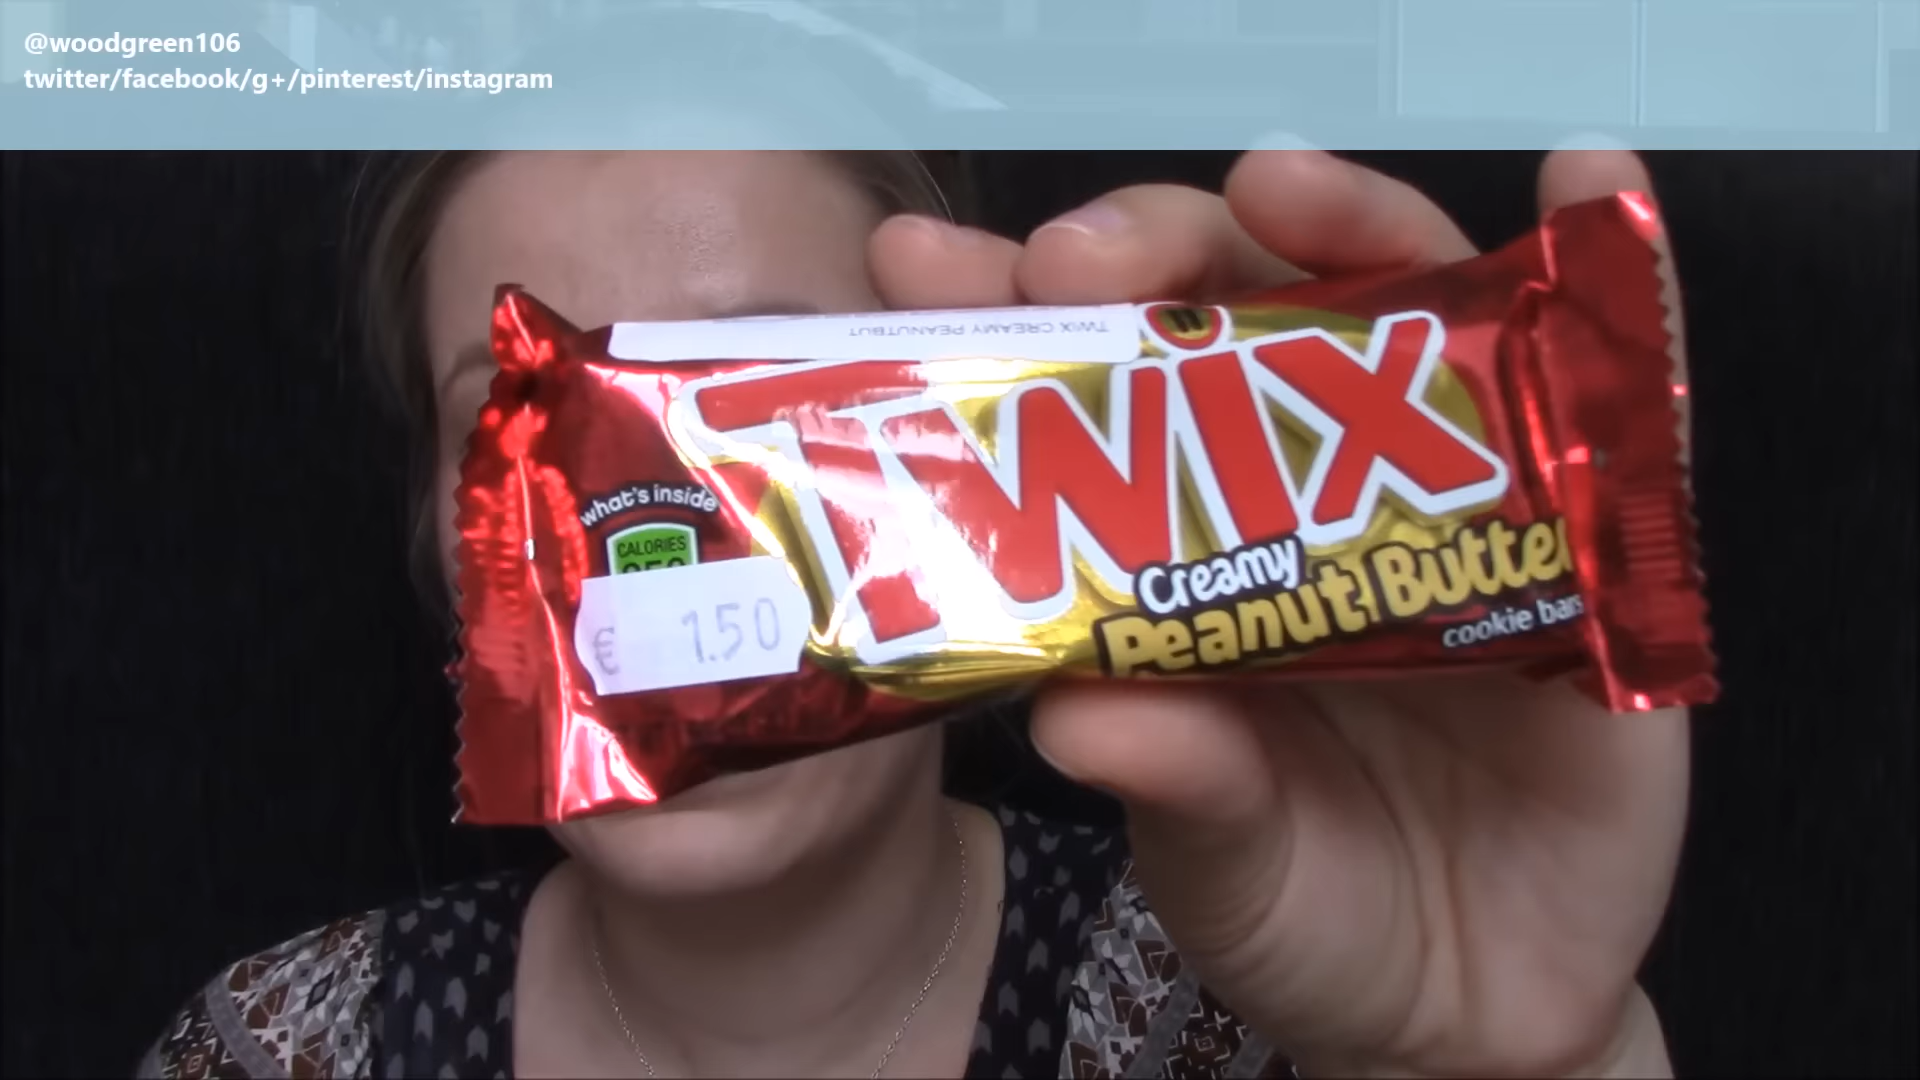 @woodgreen106
twitter/facebook/g+/pinterest/instagram
TWIX CREAMY PEANUTBUT
TWIX
what's inside
CALORIES
€ 1.50
Creamy
Peanut Butter
cookie bars